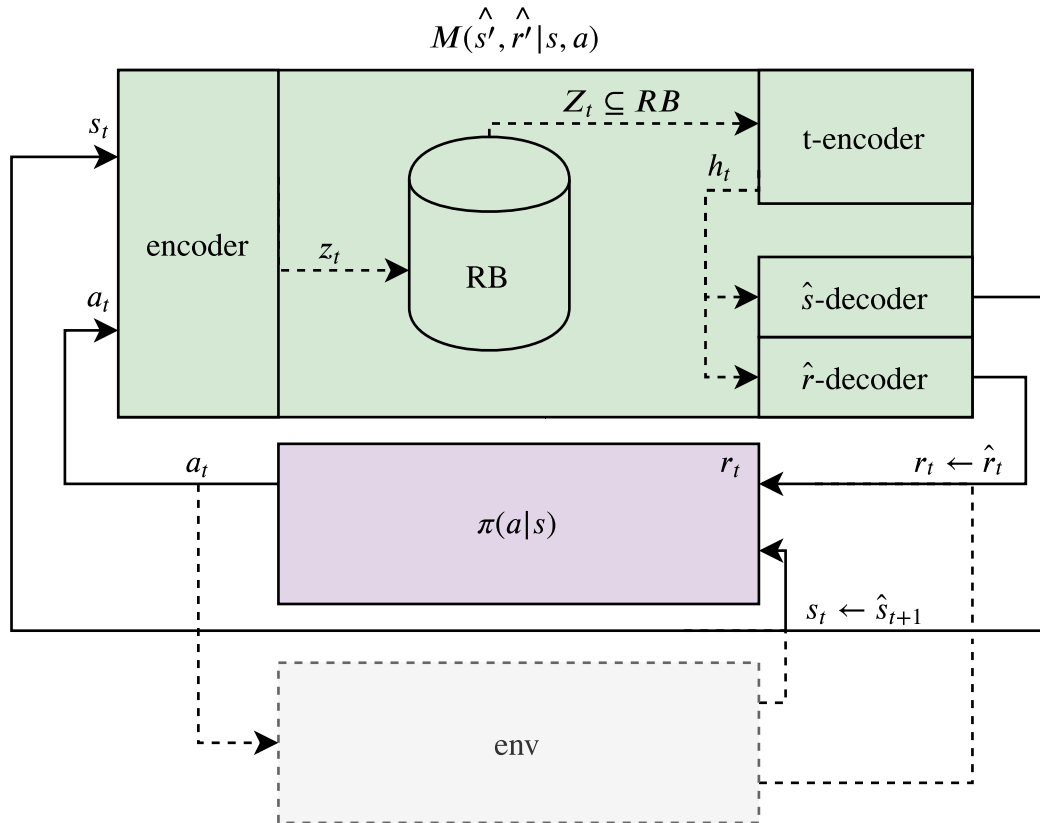 M(ŝ′, r̂′|s, a)
Z_t ⊆ RB
s_t
t-encoder
h_t
encoder
z_t
RB
a_t
ŝ-decoder
r̂-decoder
a_t
r_t
r_t ← r̂_t
π(a|s)
s_t ← ŝ_{t+1}
env